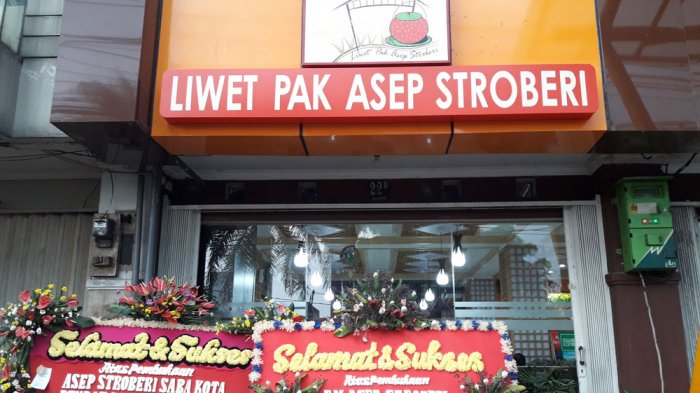 Liwet Pak Asep Stroberi
LIWET PAK ASEP STROBERI
22B
Selamat & Sukses
Atas Pembukaan
ASEP STROBERI SABA KOTA
Selamat & Sukses
Atas Pembukaan